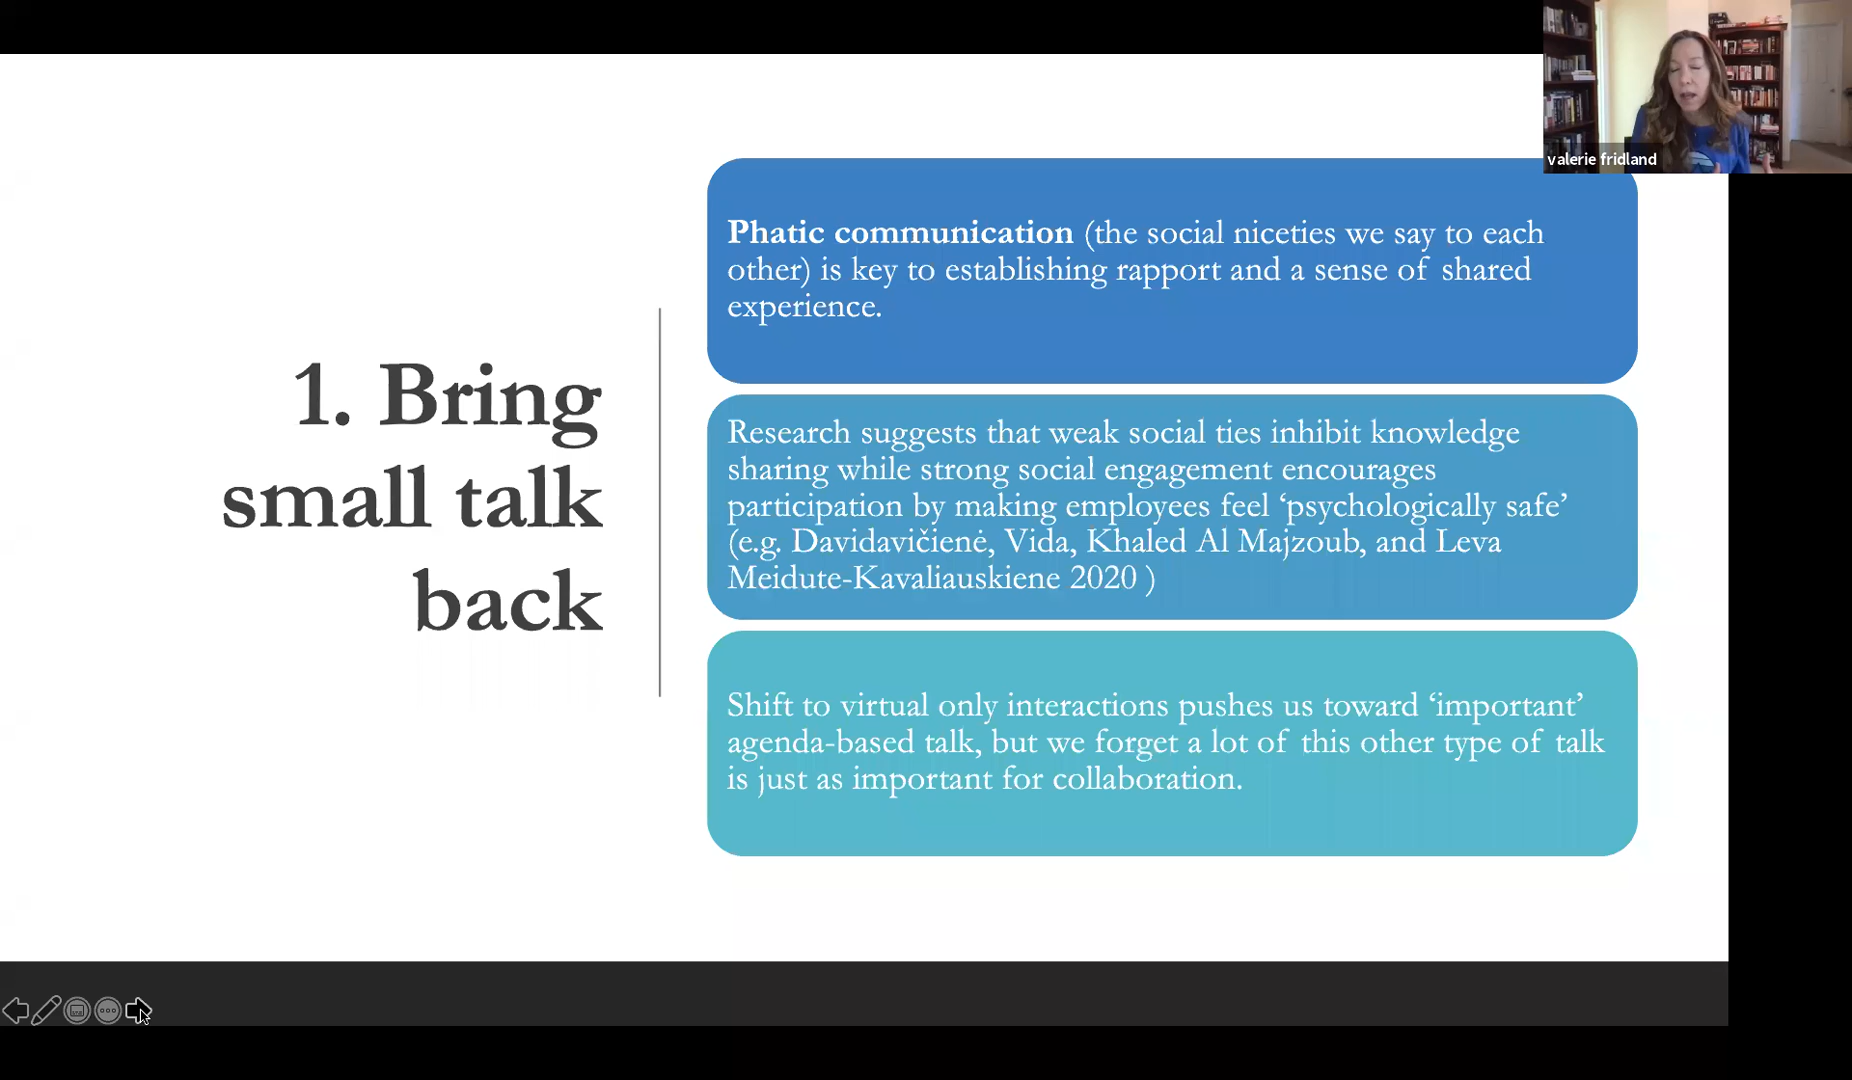 valerie fridland
1. Bring
small talk
back
Phatic communication (the social niceties we say to each
other) is key to establishing rapport and a sense of shared
experience.
Research suggests that weak social ties inhibit knowledge
sharing while strong social engagement encourages
participation by making employees feel ‘psychologically safe’
(e.g. Davidavičienė, Vida, Khaled Al Majzoub, and Leva
Meidute-Kavaliauskiene 2020 )
Shift to virtual only interactions pushes us toward ‘important’
agenda-based talk, but we forget a lot of this other type of talk
is just as important for collaboration.